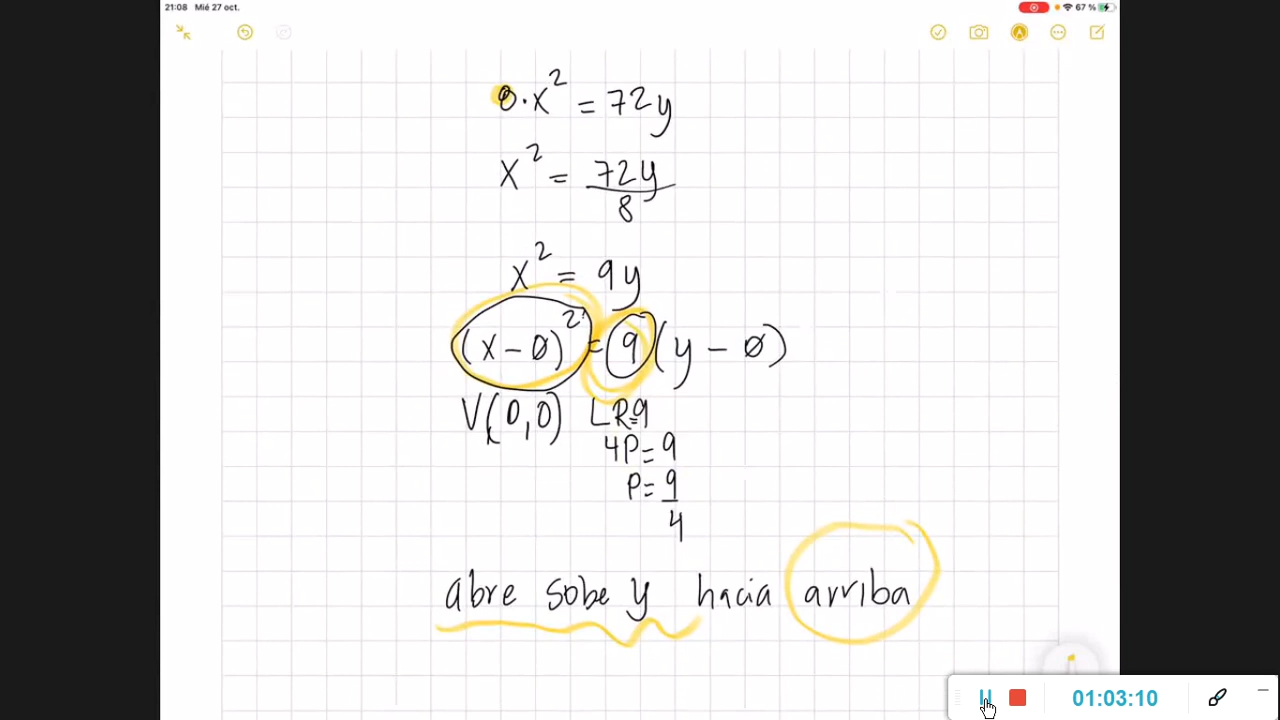 21:08 Mié 27 oct.
67 %
8·x² = 72y
x² = 72y
8
x² = 9y
(x - 0)² = 9 (y - 0)
V(0,0) LR=9
4P=9
P=9
4
abre sobe y hacia arriba
01:03:10